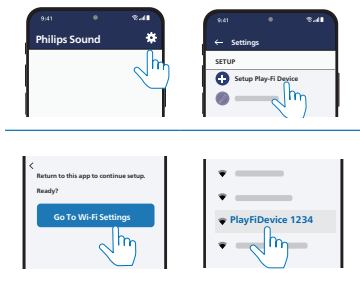 9:41
Philips Sound
9:41
← Settings
SETUP
Setup Play-Fi Device
Return to this app to continue setup.
Ready?
Go To Wi-Fi Settings
PlayFiDevice 1234